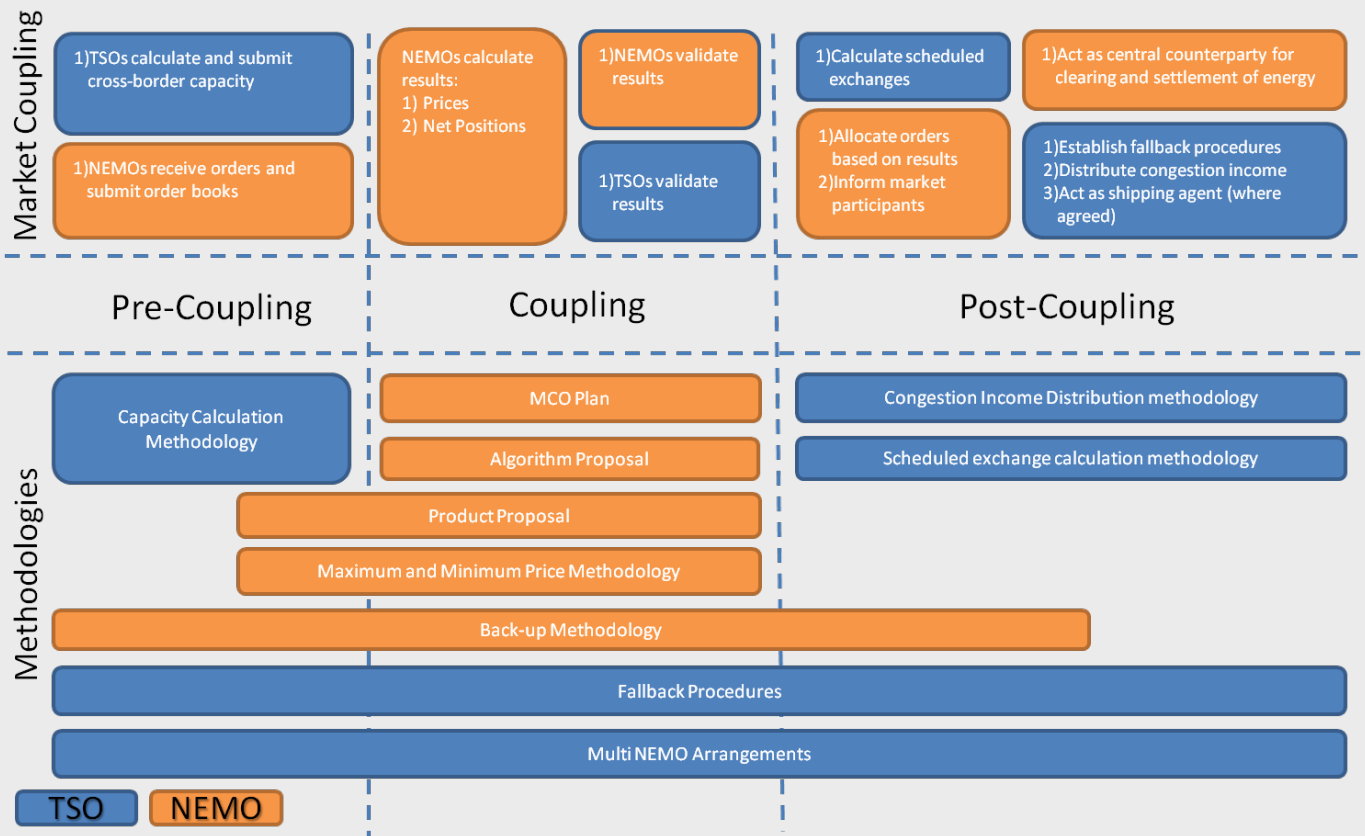 Market Coupling
1)TSOs calculate and submit
cross-border capacity
1)NEMOs receive orders and
submit order books
NEMOs calculate
results:
1) Prices
2) Net Positions
1)NEMOs validate
results
1)TSOs validate
results
1)Calculate scheduled
exchanges
1)Allocate orders
based on results
2)Inform market
participants
1)Act as central counterparty for
clearing and settlement of energy
1)Establish fallback procedures
2)Distribute congestion income
3)Act as shipping agent (where
agreed)
Pre-Coupling
Coupling
Post-Coupling
Methodologies
Capacity Calculation
Methodology
MCO Plan
Algorithm Proposal
Congestion Income Distribution methodology
Scheduled exchange calculation methodology
Product Proposal
Maximum and Minimum Price Methodology
Back-up Methodology
Fallback Procedures
Multi NEMO Arrangements
TSO
NEMO